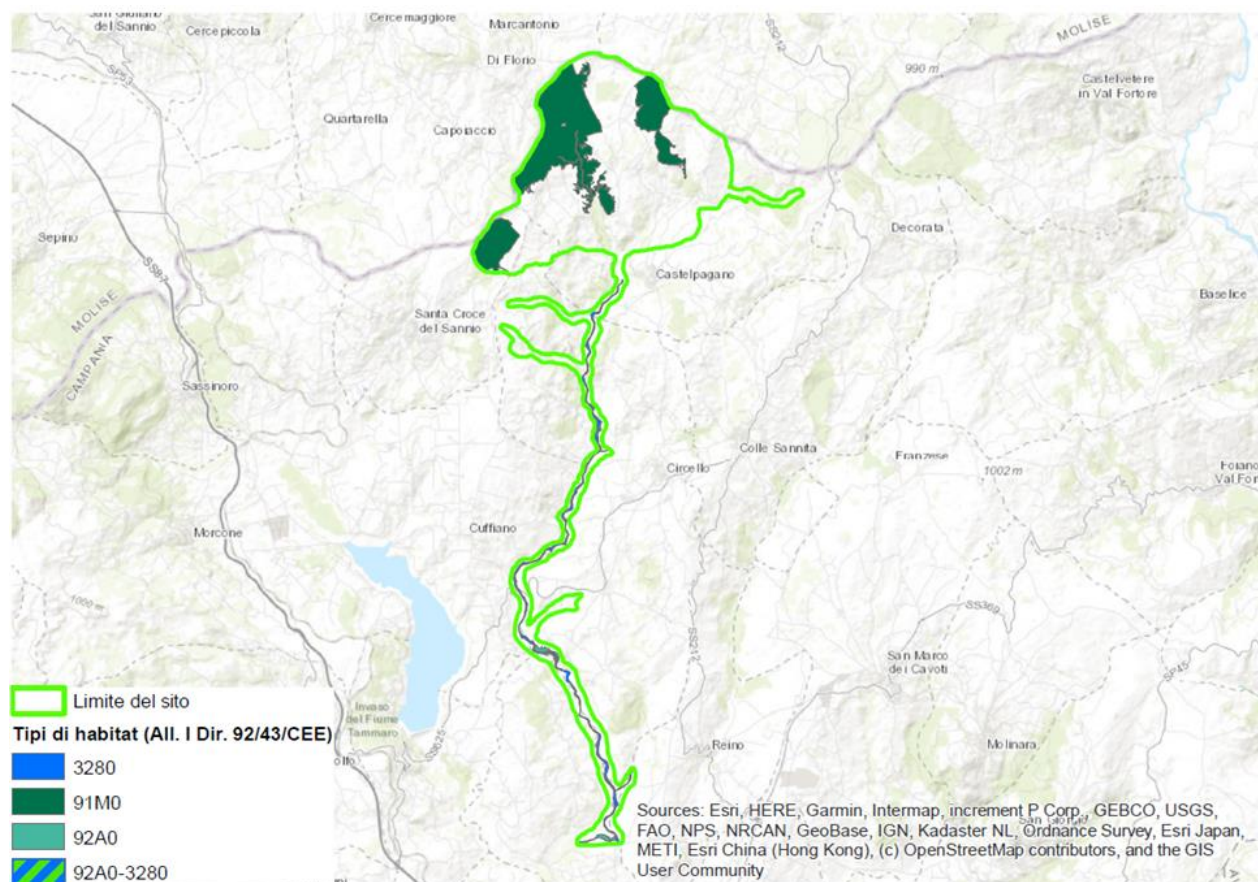 del Sannio
Cercepiccola
Cercemaggiore
Marcantonio
Di Florio
SS212
MOLISE
990 m
Castelvetere
in Val Fortore
Quartarella
Capoiaccio
Sepino
SS87
MOLISE
CAMPANIA
Decorata
Castelpagano
Baselice
Santa Croce
del Sannio
Sassinoro
Colle Sannita
Circello
Franzese
1002 m
Foiano
Val Fort
Cuffiano
Morcone
1000 m
SS212
SS369
San Marco
dei Cavoti
SP45
Invaso
del Fiume
Tammaro
SS625
Reino
Molinara
Limite del sito
Tipi di habitat (All. I Dir. 92/43/CEE)
3280
91M0
92A0
92A0-3280
Sources: Esri, HERE, Garmin, Intermap, increment P Corp., GEBCO, USGS,
FAO, NPS, NRCAN, GeoBase, IGN, Kadaster NL, Ordnance Survey, Esri Japan,
METI, Esri China (Hong Kong), (c) OpenStreetMap contributors, and the GIS
User Community